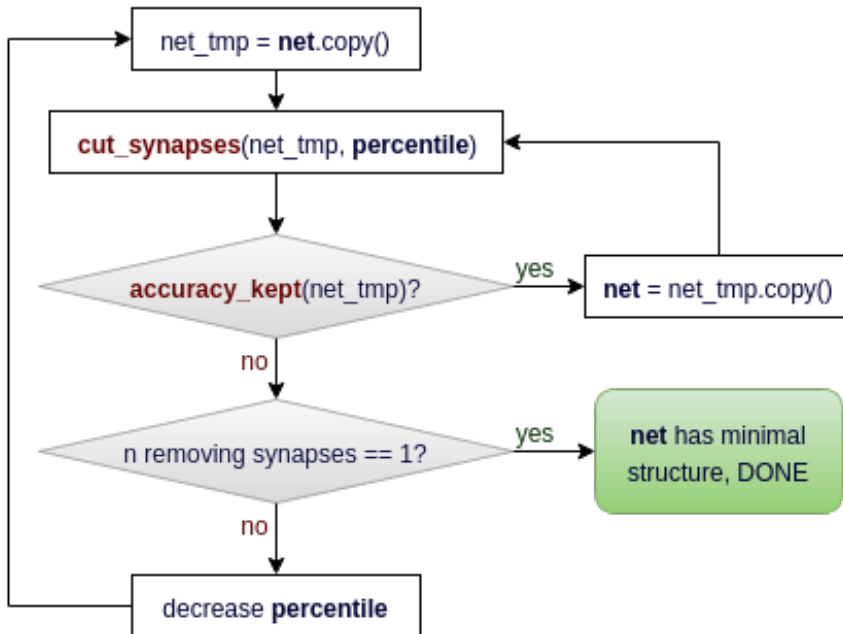 net_tmp = net.copy()
cut_synapses(net_tmp, percentile)
accuracy_kept(net_tmp)?
yes
net = net_tmp.copy()
no
n removing synapses == 1?
yes
net has minimal
structure, DONE
no
decrease percentile